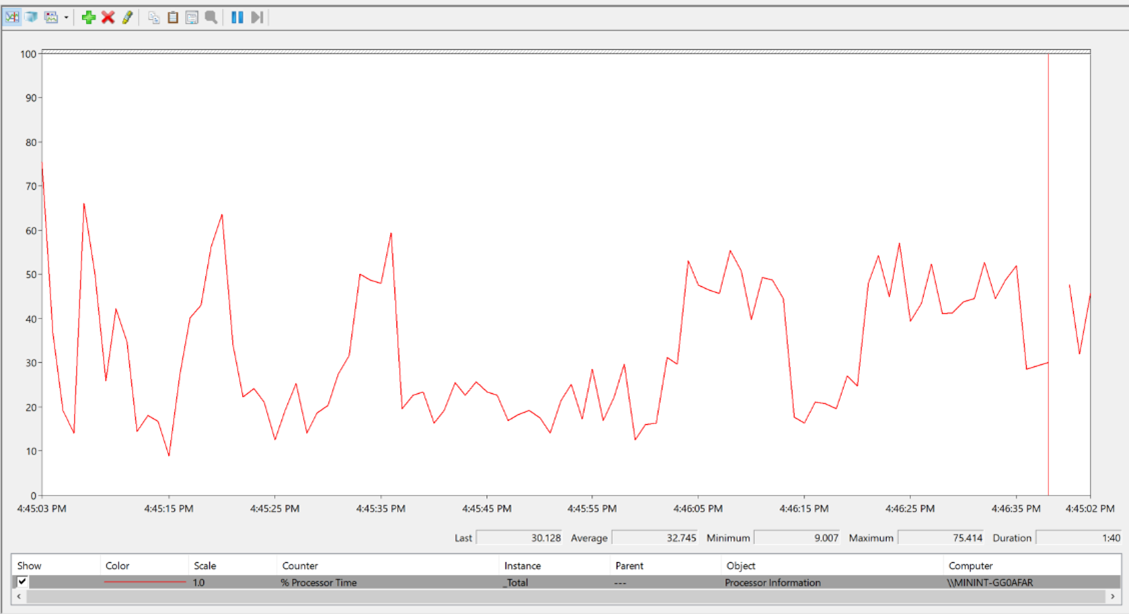 100
90
80
70
60
50
40
30
20
10
0
4:45:03 PM 4:45:15 PM 4:45:25 PM 4:45:35 PM 4:45:45 PM 4:45:55 PM 4:46:05 PM 4:46:15 PM 4:46:25 PM 4:46:35 PM 4:45:02 PM
Last 30.128 Average 32.745 Minimum 9.007 Maximum 75.414 Duration 1:40
Show Color Scale Counter Instance Parent Object Computer
1.0 % Processor Time _Total --- Processor Information \\MININT-GG0AFAR